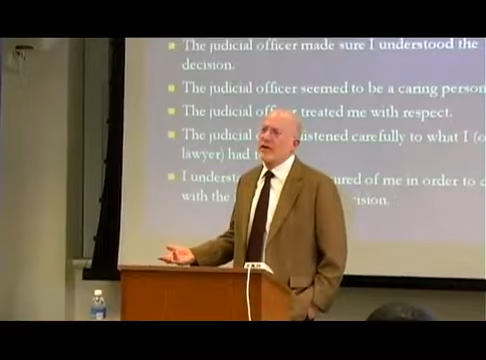 The judicial officer made sure I understood the
decision.
The judicial officer seemed to be a caring person
The judicial officer treated me with respect.
The judicial listened carefully to what I (o
lawyer) had
I underst ured of me in order to c
with the ision.